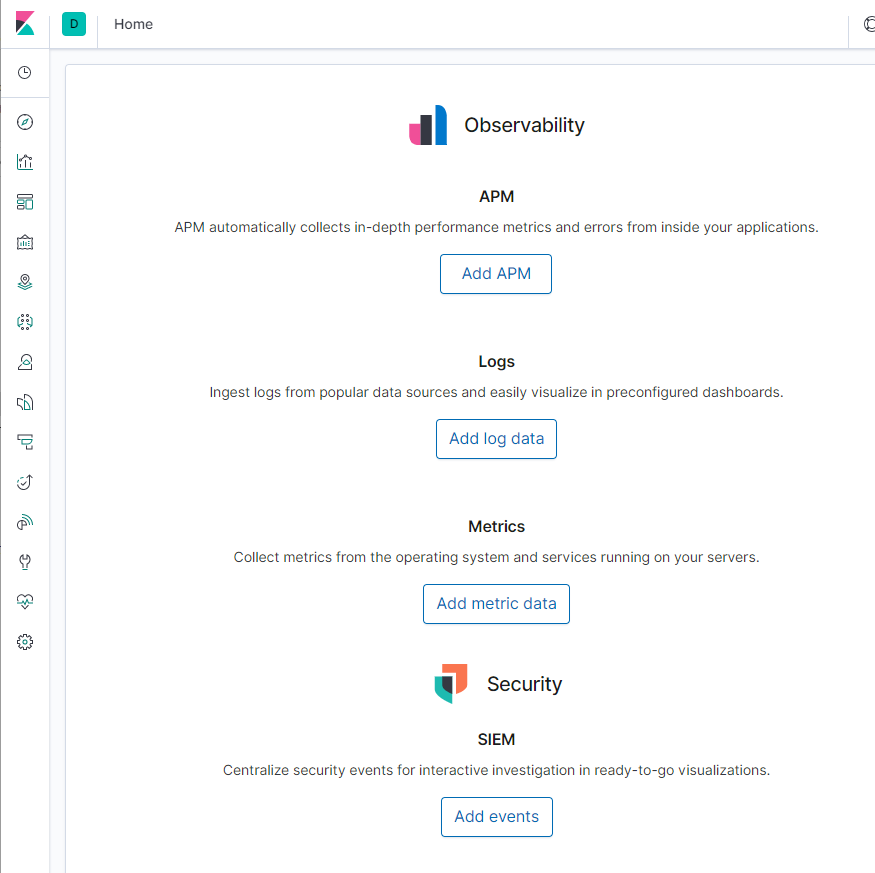 D Home
Observability
APM
APM automatically collects in-depth performance metrics and errors from inside your applications.
Add APM
Logs
Ingest logs from popular data sources and easily visualize in preconfigured dashboards.
Add log data
Metrics
Collect metrics from the operating system and services running on your servers.
Add metric data
Security
SIEM
Centralize security events for interactive investigation in ready-to-go visualizations.
Add events